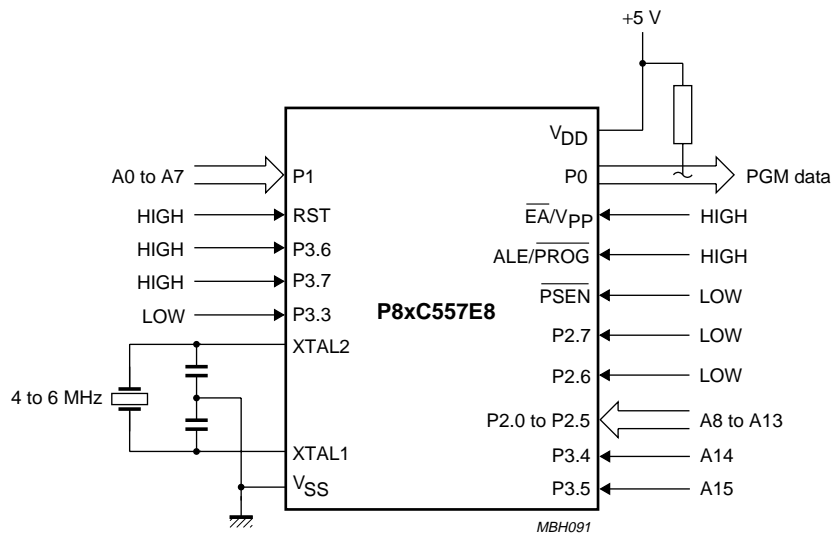 +5 V
VDD
A0 to A7
P1
P0
PGM data
HIGH
RST
EA/VPP
HIGH
HIGH
P3.6
ALE/PROG
HIGH
HIGH
P3.7
PSEN
LOW
LOW
P3.3
P8xC557E8
P2.7
LOW
XTAL2
P2.6
LOW
4 to 6 MHz
P2.0 to P2.5
A8 to A13
XTAL1
P3.4
A14
VSS
P3.5
A15
MBH091